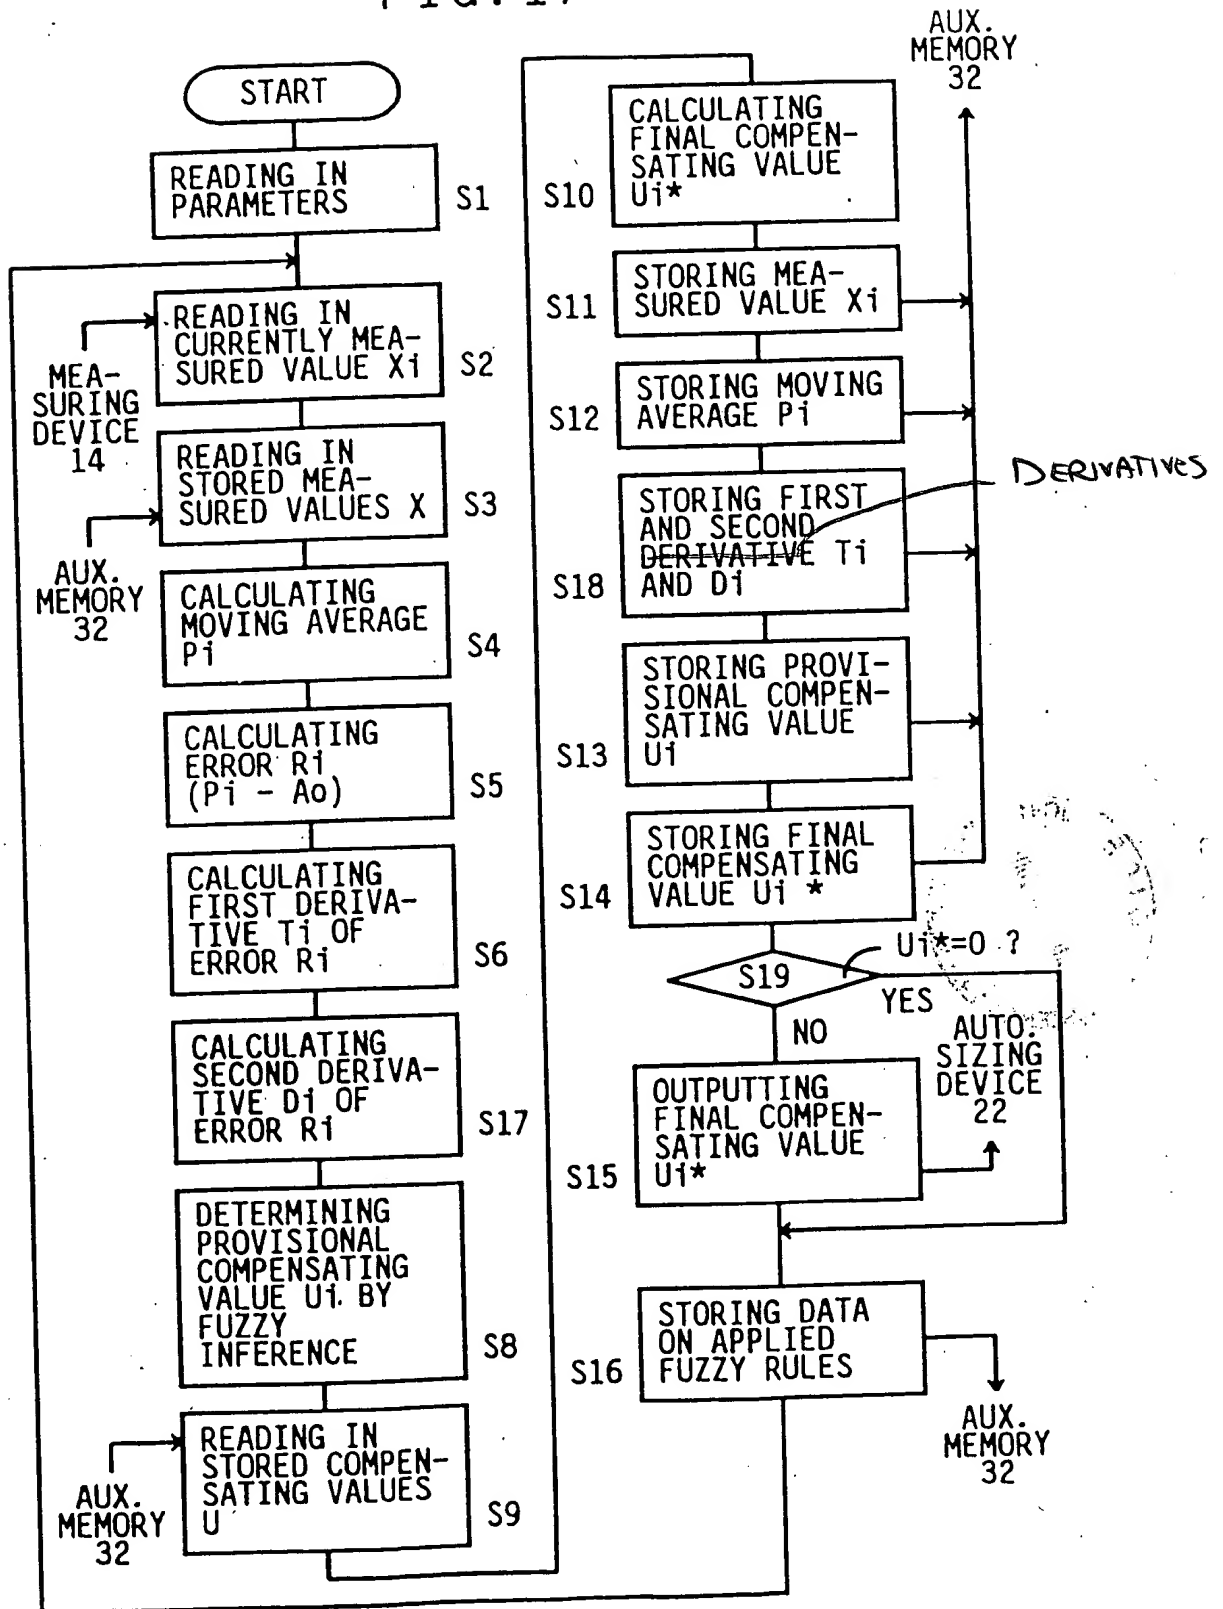 START
READING IN
PARAMETERS
S1
READING IN
CURRENTLY MEA-
SURED VALUE Xi
S2
MEA-
SURING
DEVICE
14
READING IN
STORED MEA-
SURED VALUES X
S3
AUX.
MEMORY
32
CALCULATING
MOVING AVERAGE
Pi
S4
CALCULATING
ERROR Ri
(Pi - Ao)
S5
CALCULATING
FIRST DERIVA-
TIVE Ti OF
ERROR Ri
S6
CALCULATING
SECOND DERIVA-
TIVE Di OF
ERROR Ri
S17
DETERMINING
PROVISIONAL
COMPENSATING
VALUE Ui BY
FUZZY
INFERENCE
S8
READING IN
STORED COMPEN-
SATING VALUES
U
S9
AUX.
MEMORY
32
CALCULATING
FINAL COMPEN-
SATING VALUE
Ui*
S10
AUX.
MEMORY
32
STORING MEA-
SURED VALUE Xi
S11
STORING MOVING
AVERAGE Pi
S12
STORING FIRST
AND SECOND
DERIVATIVE Ti
AND Di
S18
DERIVATIVES
STORING PROVI-
SIONAL COMPEN-
SATING VALUE
Ui
S13
STORING FINAL
COMPENSATING
VALUE Ui *
S14
Ui*=0 ?
S19
YES
NO
OUTPUTTING
FINAL COMPEN-
SATING VALUE
Ui*
S15
AUTO.
SIZING
DEVICE
22
STORING DATA
ON APPLIED
FUZZY RULES
S16
AUX.
MEMORY
32